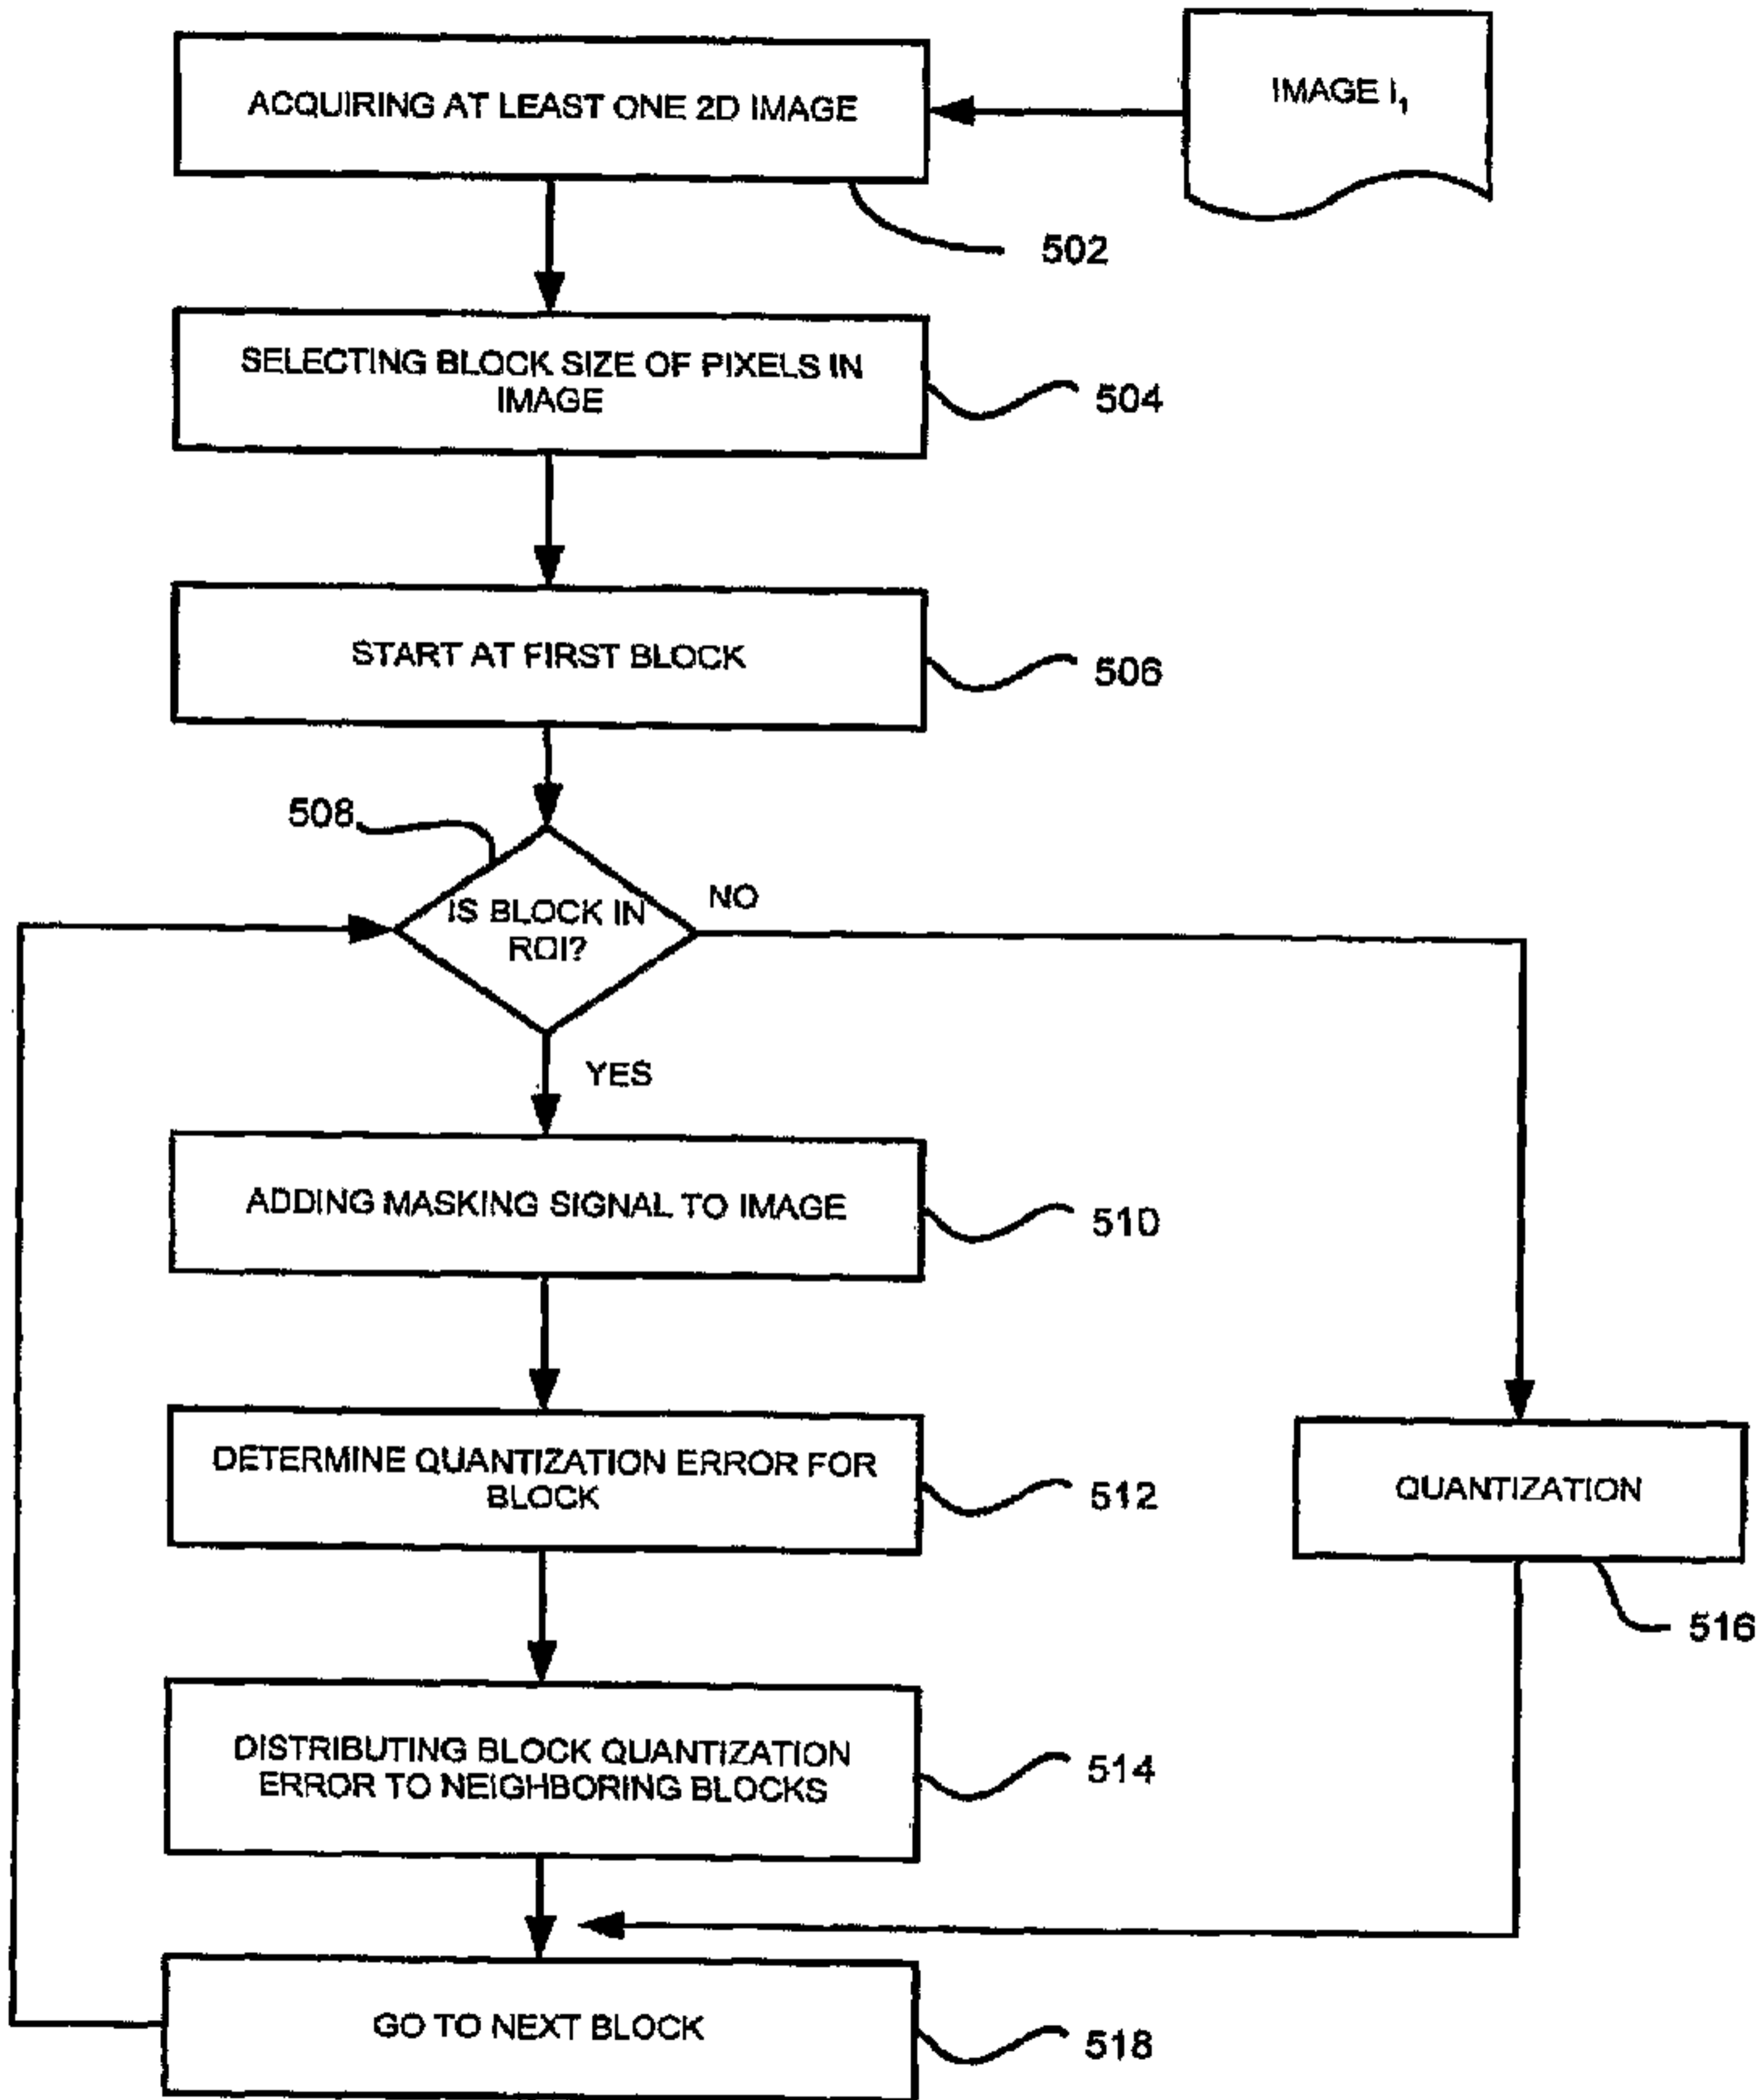 ACQUIRING AT LEAST ONE 2D IMAGE
IMAGE I₁
502
SELECTING BLOCK SIZE OF PIXELS IN
IMAGE
504
START AT FIRST BLOCK
506
508
IS BLOCK IN
ROI?
NO
YES
ADDING MASKING SIGNAL TO IMAGE
510
DETERMINE QUANTIZATION ERROR FOR
BLOCK
512
QUANTIZATION
516
DISTRIBUTING BLOCK QUANTIZATION
ERROR TO NEIGHBORING BLOCKS
514
GO TO NEXT BLOCK
518